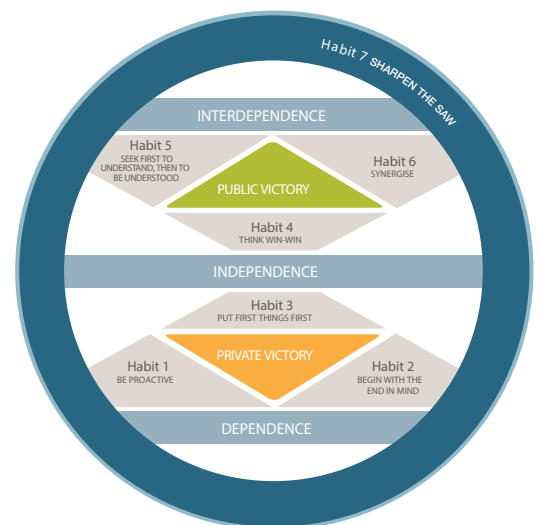 Habit 7 SHARPEN THE SAW
INTERDEPENDENCE
Habit 5
SEEK FIRST TO
UNDERSTAND, THEN TO
BE UNDERSTOOD
Habit 6
SYNERGISE
PUBLIC VICTORY
Habit 4
THINK WIN-WIN
INDEPENDENCE
Habit 3
PUT FIRST THINGS FIRST
PRIVATE VICTORY
Habit 1
BE PROACTIVE
Habit 2
BEGIN WITH THE
END IN MIND
DEPENDENCE